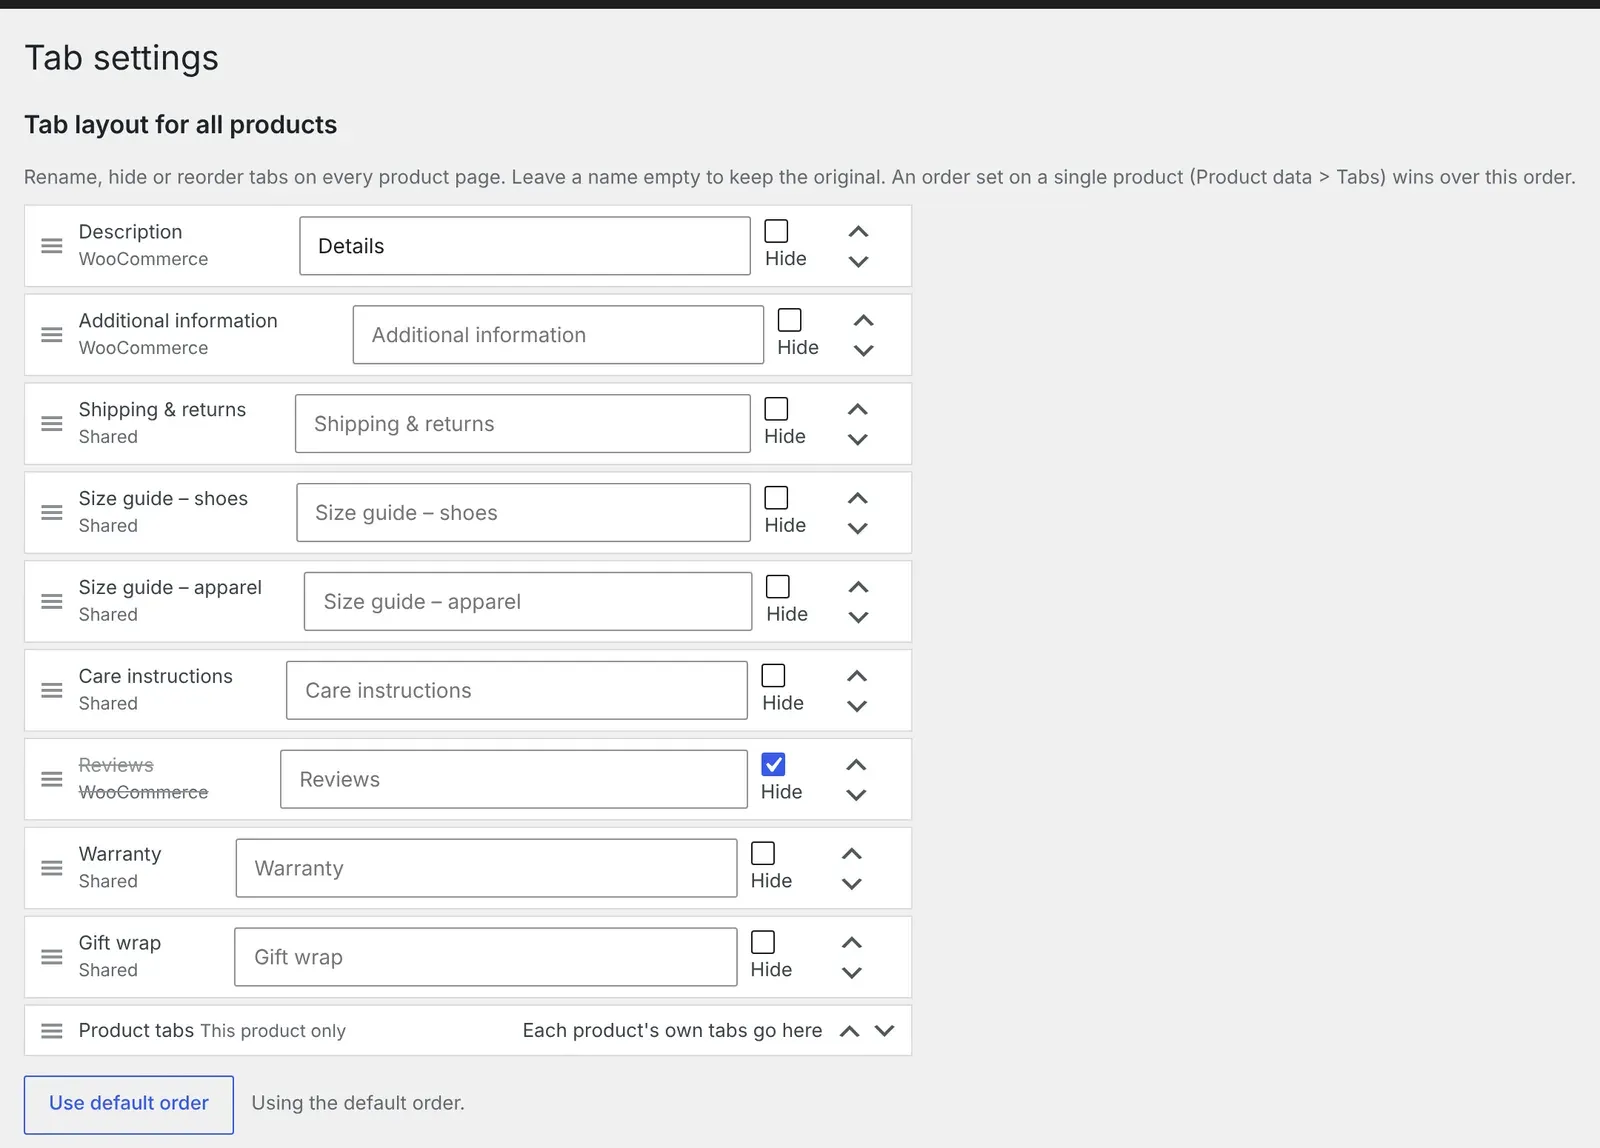 Tab settings
Tab layout for all products
Rename, hide or reorder tabs on every product page. Leave a name empty to keep the original. An order set on a single product (Product data > Tabs) wins over this order.
Description
WooCommerce
Details
Hide
Additional information
WooCommerce
Additional information
Hide
Shipping & returns
Shared
Shipping & returns
Hide
Size guide – shoes
Shared
Size guide – shoes
Hide
Size guide – apparel
Shared
Size guide – apparel
Hide
Care instructions
Shared
Care instructions
Hide
Reviews
WooCommerce
Reviews
Hide
Warranty
Shared
Warranty
Hide
Gift wrap
Shared
Gift wrap
Hide
Product tabs This product only
Each product's own tabs go here
Use default order
Using the default order.